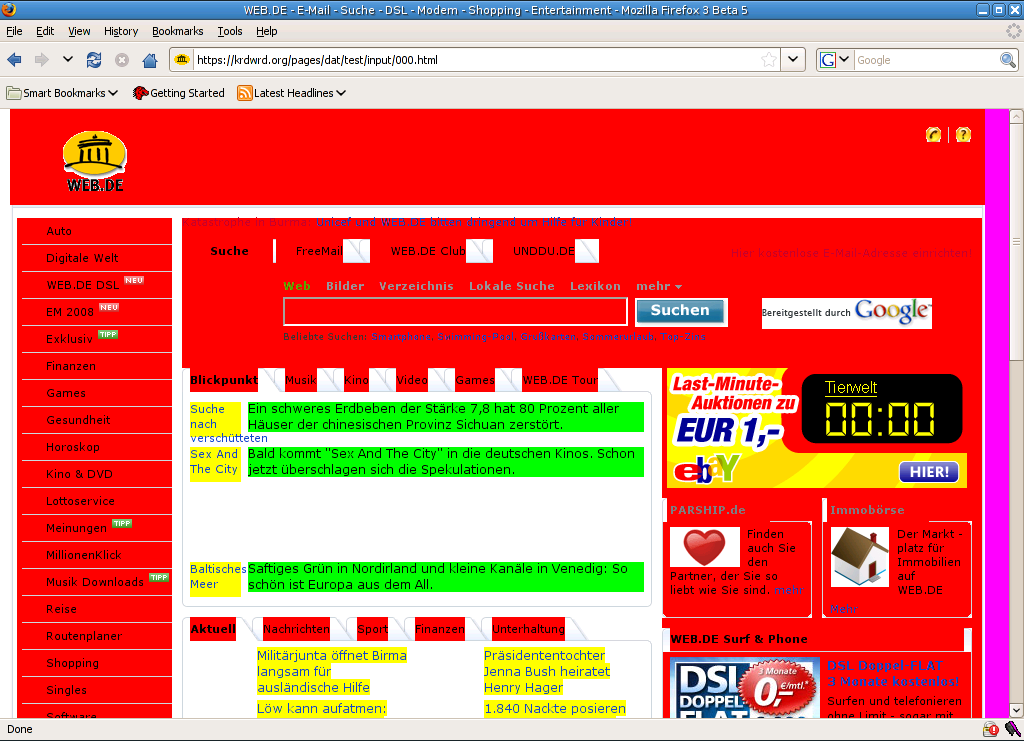 WEB.DE - E-Mail - Suche - DSL - Modem - Shopping - Entertainment - Mozilla Firefox 3 Beta 5
File Edit View History Bookmarks Tools Help
https://krdwrd.org/pages/dat/test/input/000.html
G Google
Smart Bookmarks Getting Started Latest Headlines
WEB.DE
?
Auto
Digitale Welt
WEB.DE DSL NEU
EM 2008 NEU
Exklusiv TIPP
Finanzen
Games
Gesundheit
Horoskop
Kino & DVD
Lottoservice
Meinungen TIPP
MillionenKlick
Musik Downloads TIPP
Reise
Routenplaner
Shopping
Singles
Software
Unicef und WEB.DE bitten dringend um Hilfe für Kinder!
Suche FreeMail WEB.DE Club UNDDU.DE
Hier kostenlose E-Mail-Adresse einrichten!
Web Bilder Verzeichnis Lokale Suche Lexikon mehr
Suchen
Bereitgestellt durch Google
Beliebte Suchen:
Blickpunkt Musik Kino Video Games WEB.DE Tour
Suche
nach
verschütteten
Ein schweres Erdbeben der Stärke 7,8 hat 80 Prozent aller
Häuser der chinesischen Provinz Sichuan zerstört.
Sex And
The City
Bald kommt "Sex And The City" in die deutschen Kinos. Schon
jetzt überschlagen sich die Spekulationen.
Baltisches
Meer
Saftiges Grün in Nordirland und kleine Kanäle in Venedig: So
schön ist Europa aus dem All.
Aktuell Nachrichten Sport Finanzen Unterhaltung
Militärjunta öffnet Birma
langsam für
ausländische Hilfe
Löw kann aufatmen:
Präsidententochter
Jenna Bush heiratet
Henry Hager
1.840 Nackte posieren
Last-Minute-
Auktionen zu
EUR 1,-
ebay
Tierwelt
00:00
HIER!
PARSHIP.de
Finden
auch Sie
den
Partner, der Sie so
liebt wie Sie sind. mehr
Immobörse
Der Markt -
platz für
Immobilien
auf
WEB.DE
Mehr
WEB.DE Surf & Phone
DSL
DOPPEL
FLAT
3 Monate
0,- €/mtl.*
DSL Doppel-FLAT
3 Monate kostenlos!
Surfen und telefonieren
ohne Limit - sogar mit
Done